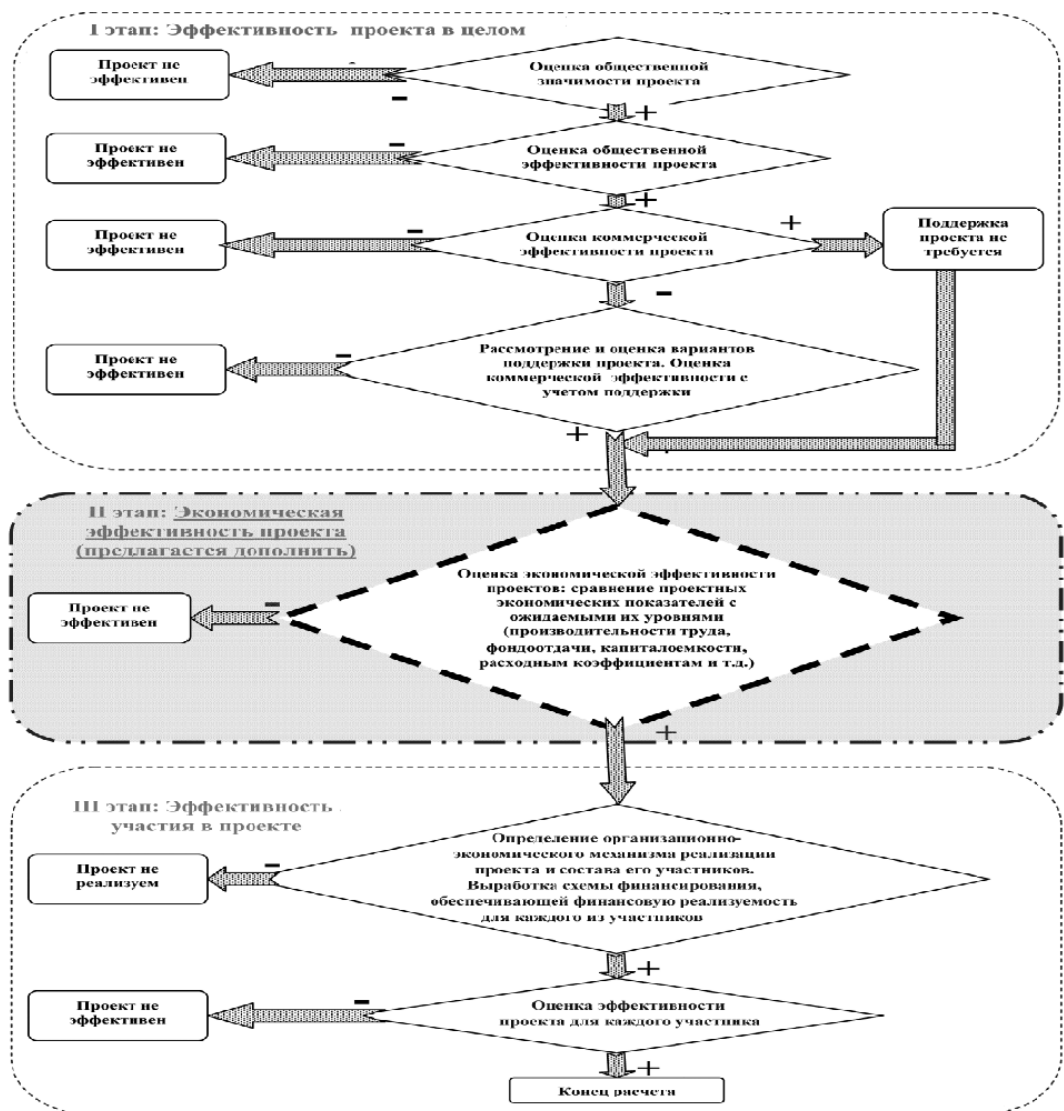 I этап: Эффективность проекта в целом
Проект не
эффективен
Оценка общественной
значимости проекта
–
+
Проект не
эффективен
–
Оценка общественной
эффективности проекта
+
Проект не
эффективен
–
Оценка коммерческой
эффективности проекта
+
Поддержка
проекта не
требуется
–
Проект не
эффективен
–
Рассмотрение и оценка вариантов
поддержки проекта. Оценка
коммерческой эффективности с
учетом поддержки
+
II этап: Экономическая
эффективность проекта
(предлагается дополнить)
Проект не
эффективен
–
Оценка экономической эффективности
проектов: сравнение проектных
экономических показателей с
ожидаемыми их уровнями
(производительности труда,
фондоотдачи, капиталоемкости,
расходным коэффициентам и т.д.)
+
III этап: Эффективность
участия в проекте
Проект не
реализуем
–
Определение организационно-
экономического механизма реализации
проекта и состава его участников.
Выработка схемы финансирования,
обеспечивающей финансовую реализуемость
для каждого из участников
+
Проект не
эффективен
–
Оценка эффективности
проекта для каждого участника
+
Конец расчета